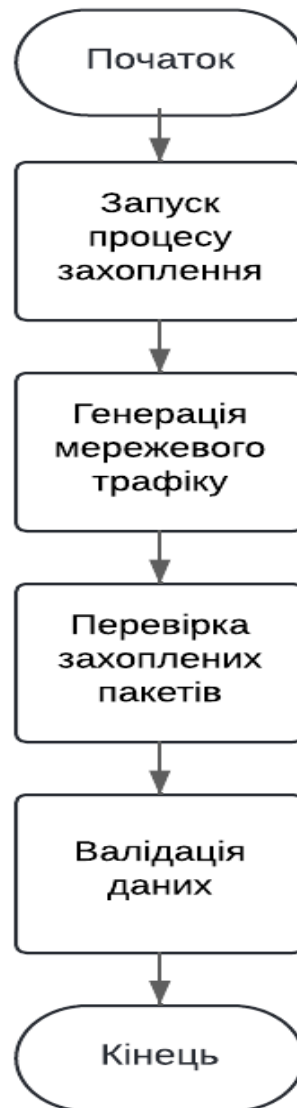 Початок
Запуск
процесу
захоплення
Генерація
мережевого
трафіку
Перевірка
захоплених
пакетів
Валідація
даних
Кінець